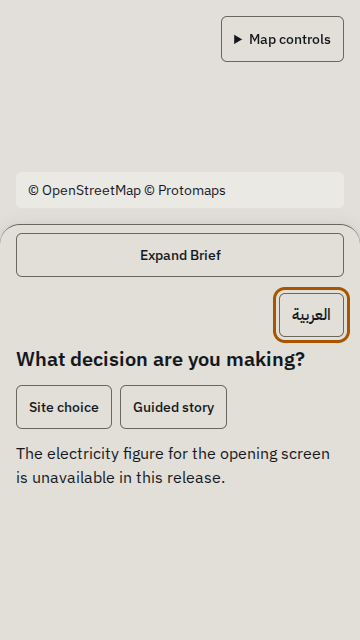 Map controls
© OpenStreetMap © Protomaps
Expand Brief
العربية
What decision are you making?
Site choice
Guided story
The electricity figure for the opening screen
is unavailable in this release.